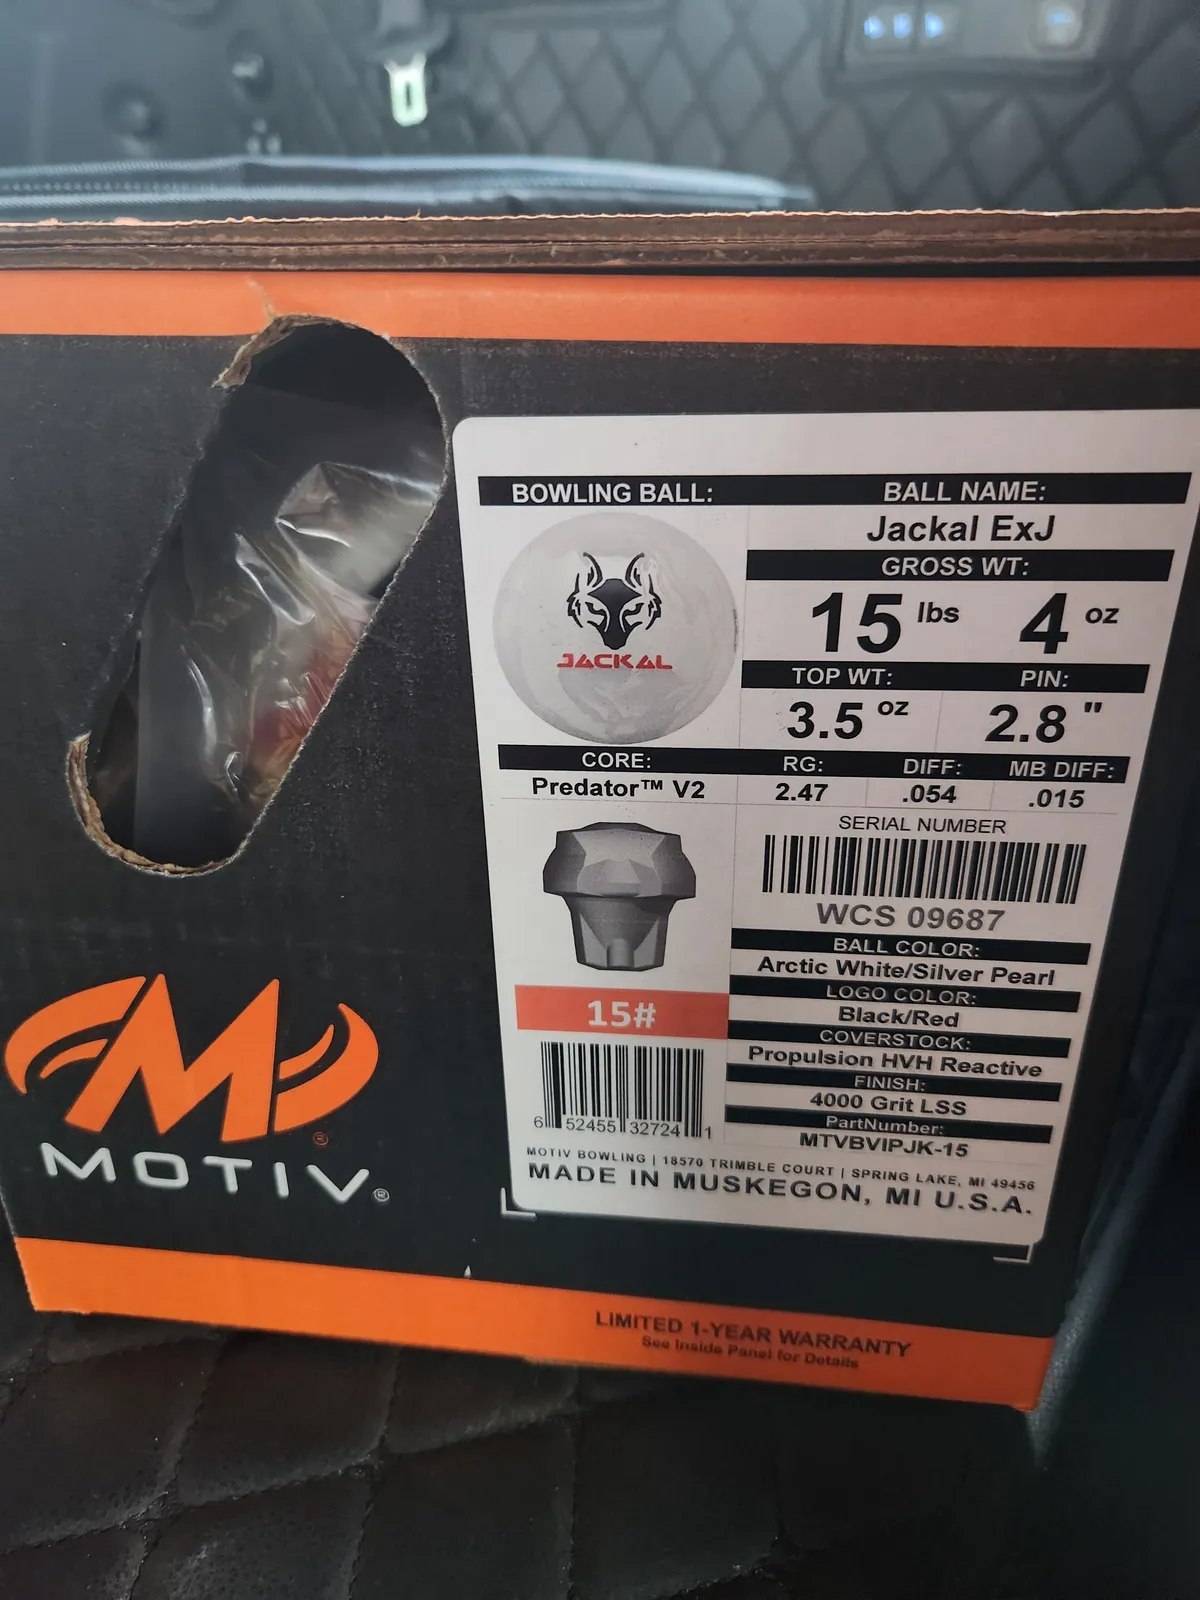 BOWLING BALL:
BALL NAME:
Jackal ExJ
GROSS WT:
15 lbs 4 oz
TOP WT:
PIN:
3.5 oz
2.8 "
JACKAL
CORE:
RG:
DIFF:
MB DIFF:
Predator™ V2
2.47
.054
.015
SERIAL NUMBER
WCS 09687
BALL COLOR:
Arctic White/Silver Pearl
LOGO COLOR:
Black/Red
COVERSTOCK:
Propulsion HVH Reactive
FINISH:
4000 Grit LSS
PartNumber:
MTVBVIPJK-15
15#
6 52455 32724 1
MOTIV BOWLING | 18570 TRIMBLE COURT | SPRING LAKE, MI 49456
MADE IN MUSKEGON, MI U.S.A.
MOTIV®
LIMITED 1-YEAR WARRANTY
See Inside Panel for Details